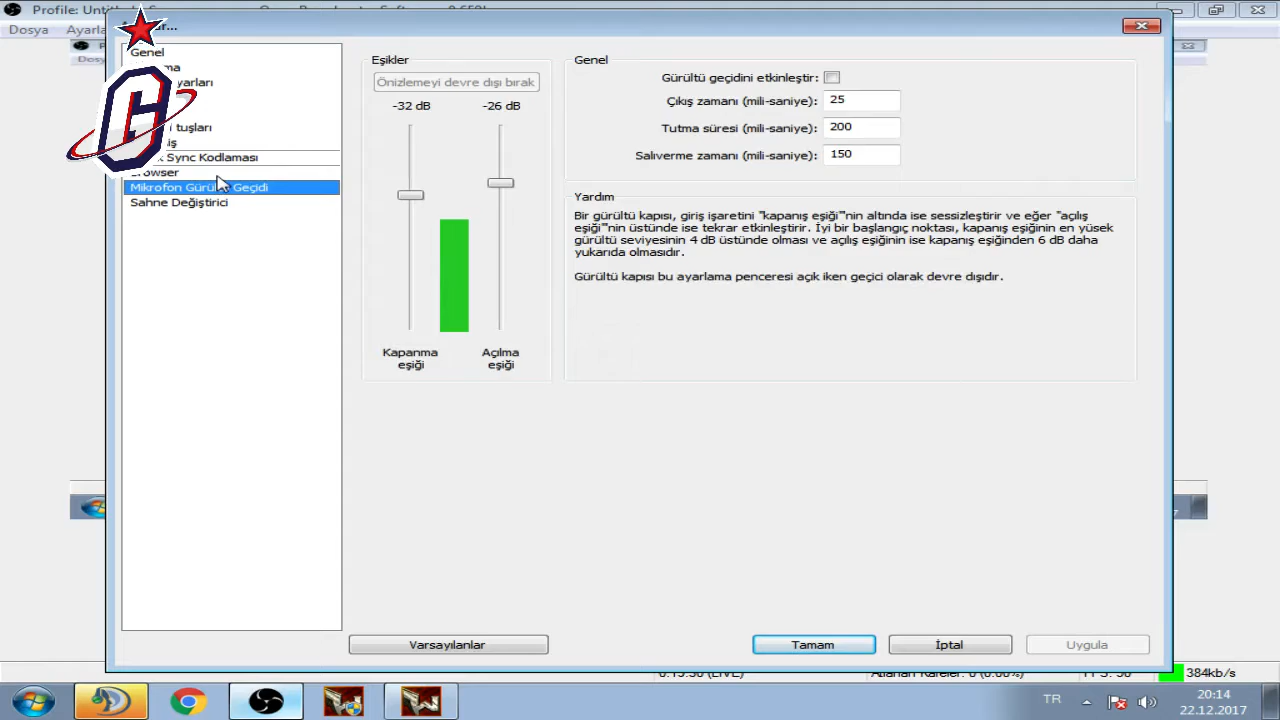 Profile:
Dosya
Genel
tuşları
Sync Kodlaması
Browser
Mikrofon Gürültü Geçidi
Sahne Değiştirici
Eşikler
Önizlemeyi devre dışı bırak
-32 dB
-26 dB
Kapanma
eşiği
Açılma
eşiği
Genel
Gürültü geçidini etkinleştir:
Çıkış zamanı (mili-saniye): 25
Tutma süresi (mili-saniye): 200
Salıverme zamanı (mili-saniye): 150
Yardım
Bir gürültü kapısı, giriş işaretini "kapanış eşiği"'nin altında ise sessizleştirir ve eğer "açılış
eşiği"'nin üstünde ise tekrar etkinleştirir. İyi bir başlangıç noktası, kapanış eşiğinin en yüsek
gürültü seviyesinin 4 dB üstünde olması ve açılış eşiğinin ise kapanış eşiğinden 6 dB daha
yukarıda olmasıdır.
Gürültü kapısı bu ayarlama penceresi açık iken geçici olarak devre dışıdır.
Varsayılanlar
Tamam
İptal
Uygula
384kb/s
TR
20:14
22.12.2017